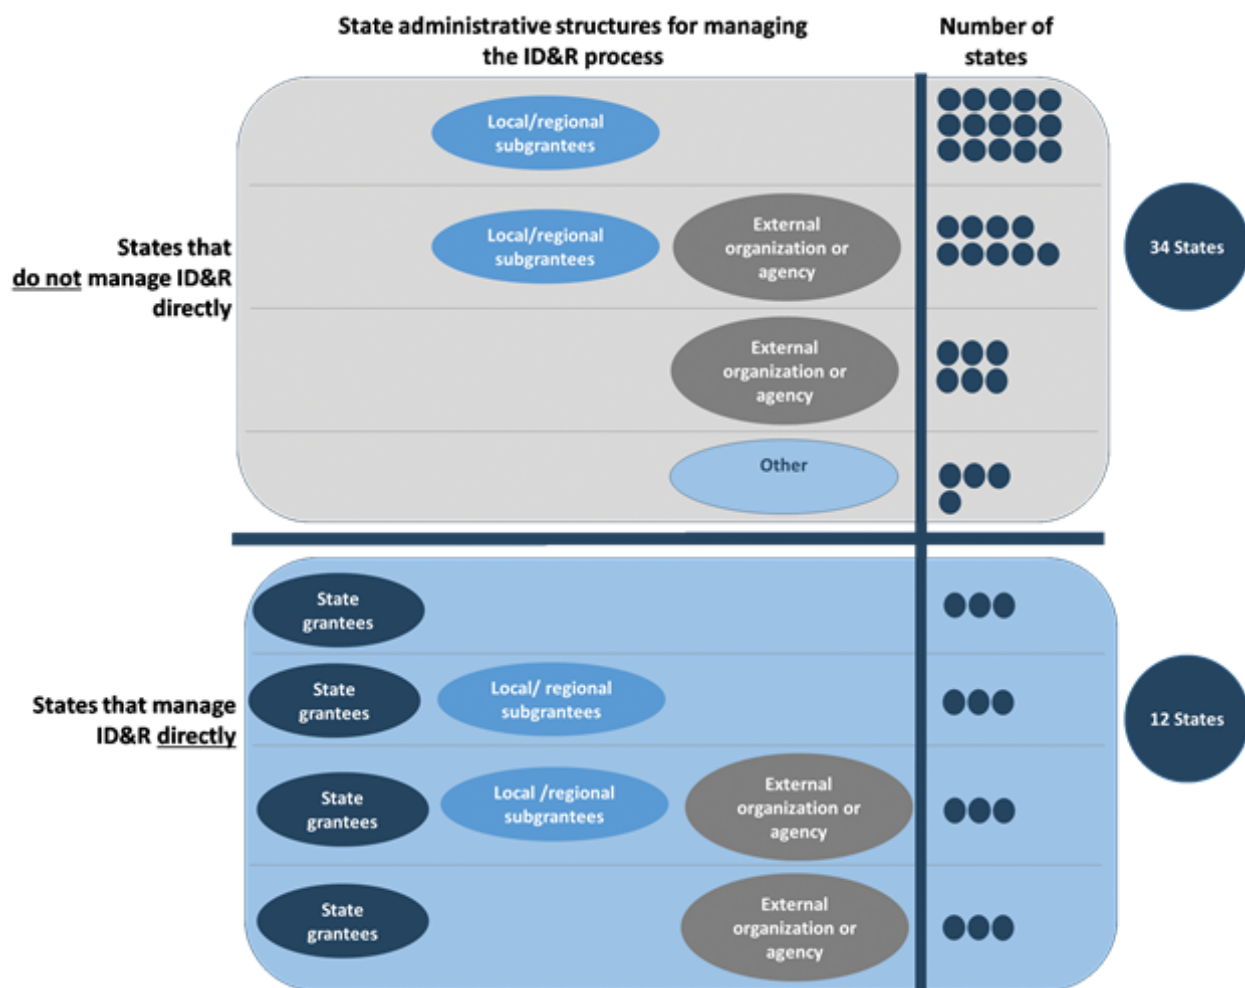 State administrative structures for managing
the ID&R process
Number of
states
States that
do not manage ID&R
directly
Local/regional
subgrantees
Local/regional
subgrantees
External
organization or
agency
External
organization or
agency
Other
34 States
States that manage
ID&R directly
State
grantees
State
grantees
Local/ regional
subgrantees
State
grantees
Local /regional
subgrantees
External
organization or
agency
State
grantees
External
organization or
agency
12 States